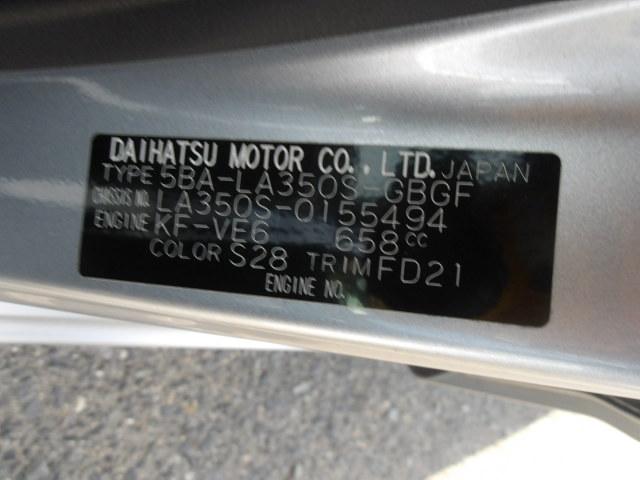 DAIHATSU MOTOR CO., LTD. JAPAN
TYPE 5BA-LA350S-GBGF
CHASSIS NO. LA350S-0155494
ENGINE KF-VE6 658cc
COLOR S28 TRIM FD21
ENGINE NO.